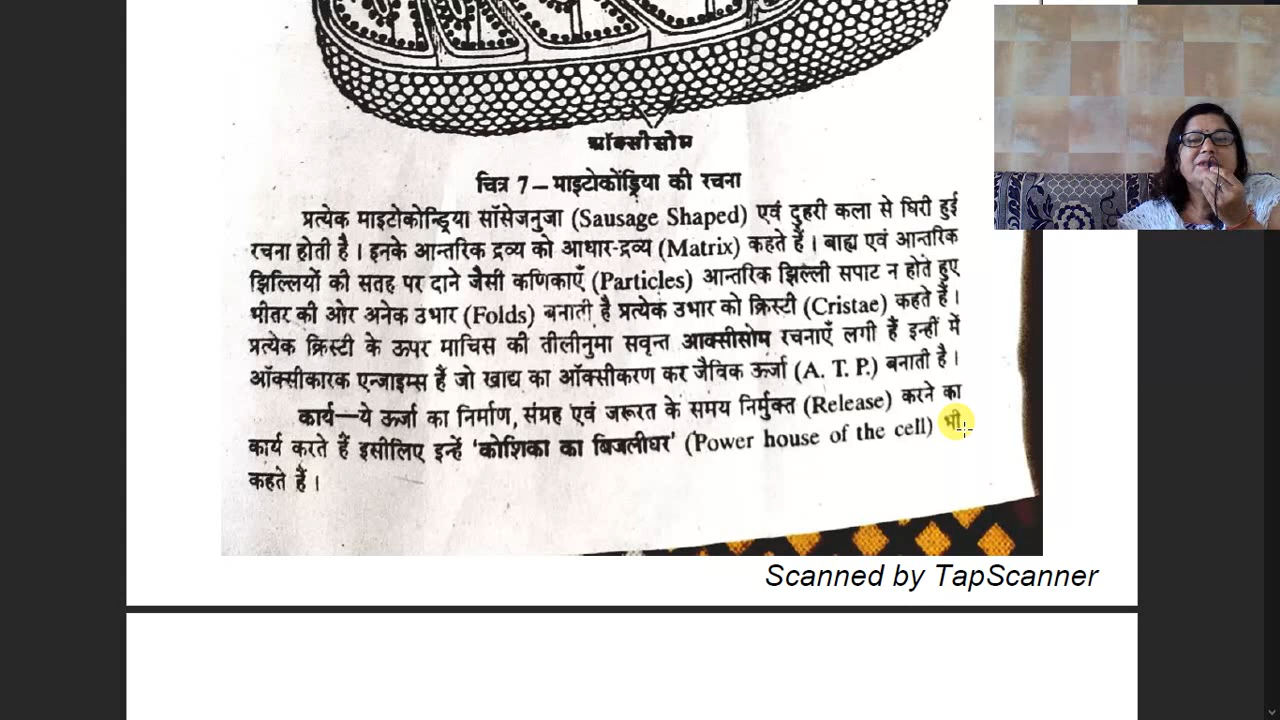 ऑक्सीसोम
चित्र 7 – माइटोकोंड्रिया की रचना
प्रत्येक माइटोकोन्ड्रिया सॉसेजनुजा (Sausage Shaped) एवं दुहरी कला से घिरी हुई
रचना होती है। इनके आन्तरिक द्रव्य को आधार-द्रव्य (Matrix) कहते हैं। बाह्य एवं आन्तरिक
झिल्लियों की सतह पर दाने जैसी कणिकाएँ (Particles) आन्तरिक झिल्ली सपाट न होते हुए
भीतर की ओर अनेक उभार (Folds) बनाती है प्रत्येक उभार को क्रिस्टी (Cristae) कहते हैं।
प्रत्येक क्रिस्टी के ऊपर माचिस की तीलीनुमा सवृन्त आक्सीसोम रचनाएँ लगी हैं इन्हीं में
ऑक्सीकारक एन्जाइम्स हैं जो खाद्य का ऑक्सीकरण कर जैविक ऊर्जा (A. T. P.) बनाती है।
कार्य—ये ऊर्जा का निर्माण, संग्रह एवं जरूरत के समय निर्मुक्त (Release) करने का
कार्य करते हैं इसीलिए इन्हें ‘कोशिका का बिजलीघर’ (Power house of the cell) भी
कहते हैं।
Scanned by TapScanner